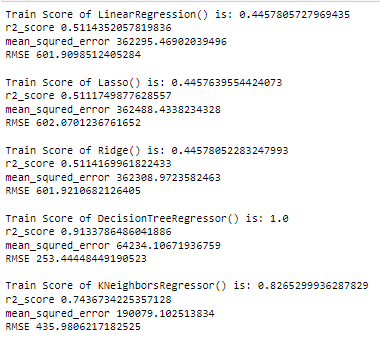 Train Score of LinearRegression() is: 0.4457805727969435
r2_score 0.5114352057819836
mean_squred_error 362295.46902039496
RMSE 601.9098512405284
Train Score of Lasso() is: 0.4457639554424073
r2_score 0.5111749877628557
mean_squred_error 362488.4338234328
RMSE 602.0701236761652
Train Score of Ridge() is: 0.44578052283247993
r2_score 0.5114169961822433
mean_squred_error 362308.9723582463
RMSE 601.9210682126405
Train Score of DecisionTreeRegressor() is: 1.0
r2_score 0.9133786486041886
mean_squred_error 64234.10671936759
RMSE 253.44448449190523
Train Score of KNeighborsRegressor() is: 0.8265299936287829
r2_score 0.7436734225357128
mean_squred_error 190079.102513834
RMSE 435.9806217182525